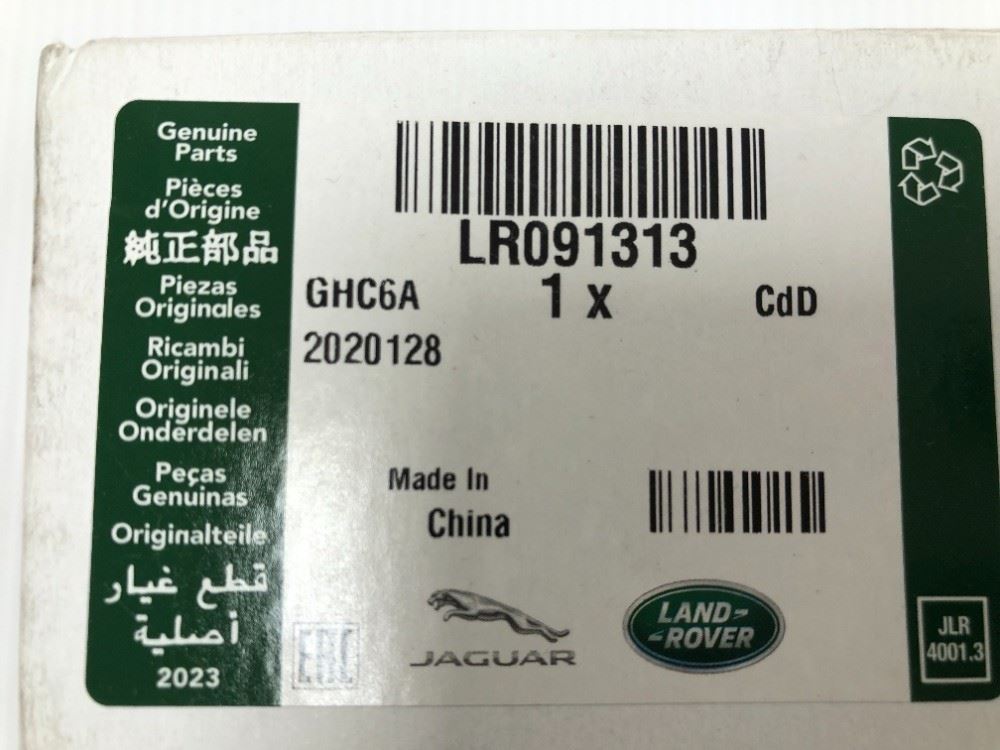 Genuine
Parts
Pièces
d'Origine
純正部品
Piezas
Originales
Ricambi
Originali
Originele
Onderdelen
Peças
Genuinas
Originalteile
قطع غيار
أصلية
2023
LR091313
GHC6A
1 x
CdD
2020128
Made In
China
EAC
JAGUAR
LAND-
-ROVER
JLR
4001.3